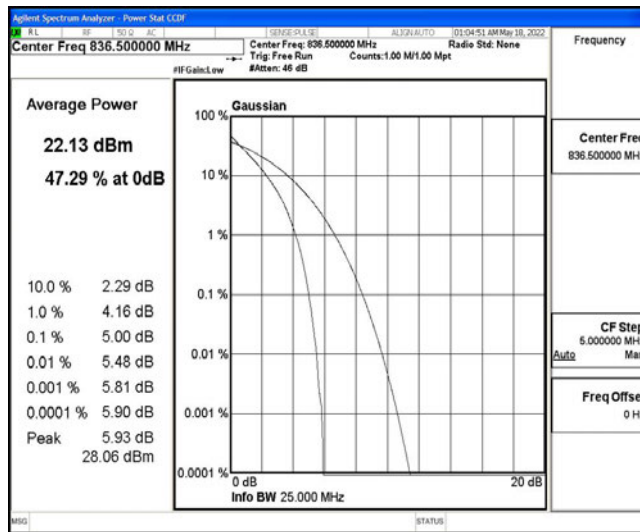 Agilent Spectrum Analyzer - Power Stat CCDF
RL RF 50 Ω AC SENSE:PULSE ALIGN AUTO 01:04:51 AM May 18, 2022
Center Freq 836.500000 MHz
Center Freq: 836.500000 MHz Radio Std: None
Trig: Free Run Counts:1.00 M/1.00 Mpt
#IFGain:Low #Atten: 46 dB
Frequency
Average Power
22.13 dBm
47.29 % at 0dB
10.0 % 2.29 dB
1.0 % 4.16 dB
0.1 % 5.00 dB
0.01 % 5.48 dB
0.001 % 5.81 dB
0.0001 % 5.90 dB
Peak 5.93 dB
28.06 dBm
Gaussian
100 %
10 %
1 %
0.1 %
0.01 %
0.001 %
0.0001 %
0 dB 20 dB
Info BW 25.000 MHz
Center Fre
836.500000 MH
CF Step
5.000000 MH
Auto Ma
Freq Offse
0 H
MSG STATUS